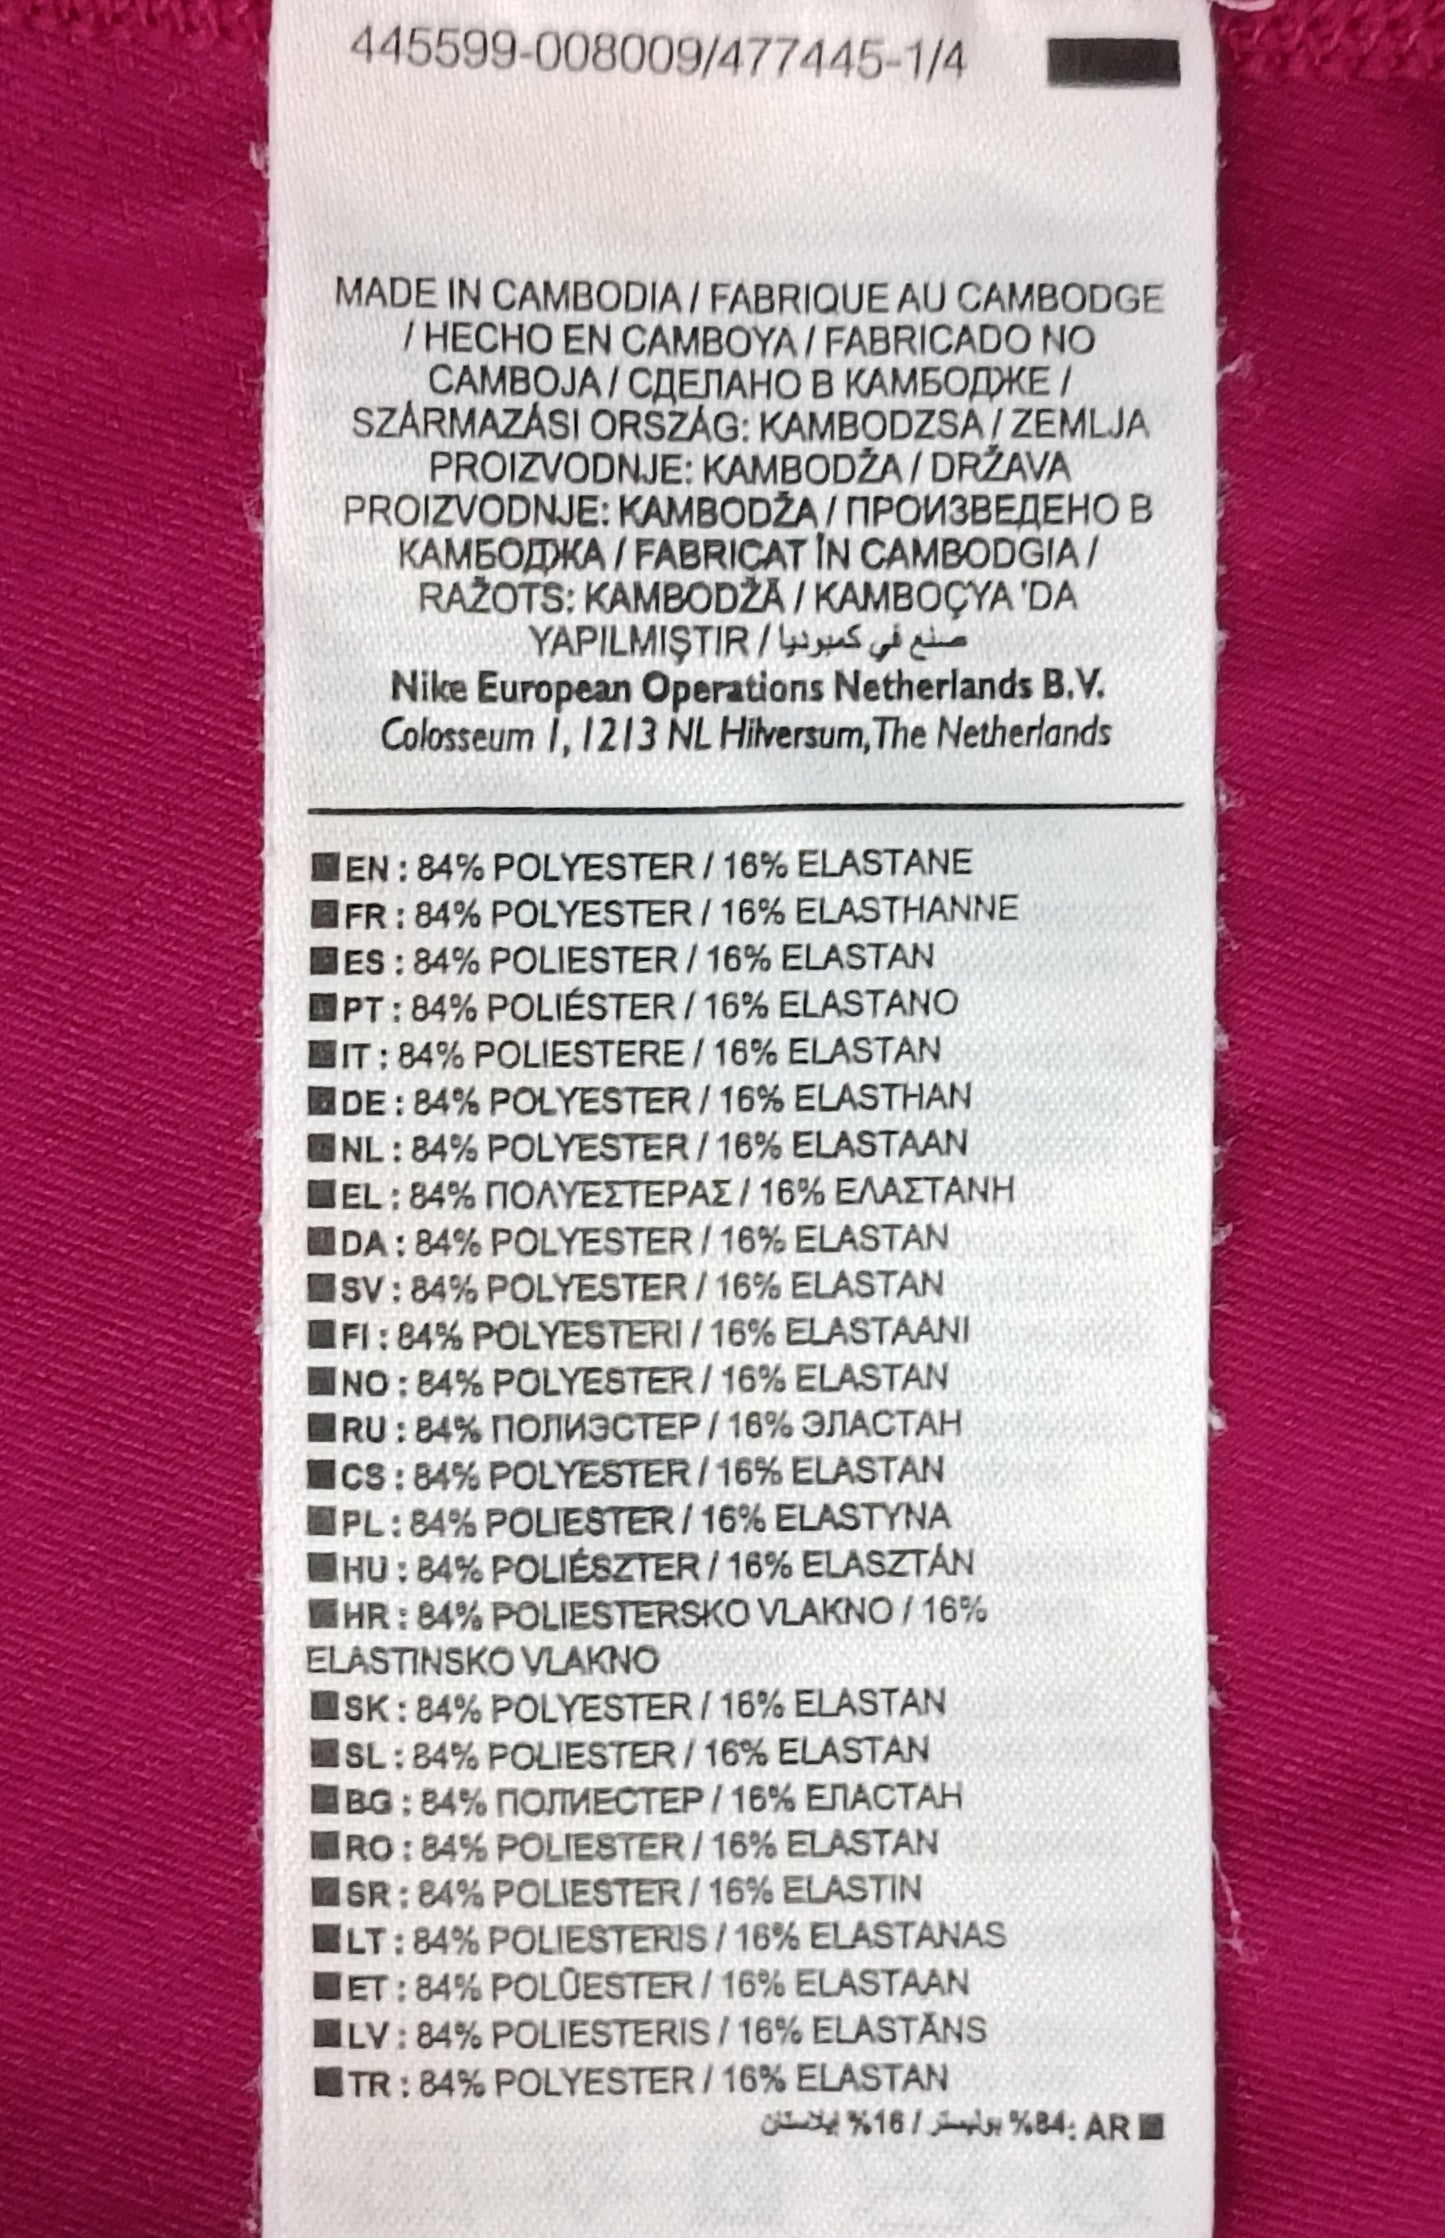 445599-008009/477445-1/4
MADE IN CAMBODIA / FABRIQUE AU CAMBODGE
/ HECHO EN CAMBOYA / FABRICADO NO
CAMBOJA / СДЕЛАНО В КАМБОДЖЕ /
SZÁRMAZÁSI ORSZÁG: KAMBODZSA / ZEMLJA
PROIZVODNJE: KAMBODŽA / DRŽAVA
PROIZVODNJE: KAMBODŽA / ПРОИЗВЕДЕНО В
КАМБОДЖА / FABRICAT ÎN CAMBODGIA /
RAŽOTS: KAMBODŽĀ / KAMBOÇYA 'DA
YAPILMIŞTIR / صنع في كمبوديا
Nike European Operations Netherlands B.V.
Colosseum 1, 1213 NL Hilversum, The Netherlands
EN : 84% POLYESTER / 16% ELASTANE
FR : 84% POLYESTER / 16% ELASTHANNE
ES : 84% POLIESTER / 16% ELASTAN
PT : 84% POLIÉSTER / 16% ELASTANO
IT : 84% POLIESTERE / 16% ELASTAN
DE : 84% POLYESTER / 16% ELASTHAN
NL : 84% POLYESTER / 16% ELASTAAN
EL : 84% ΠΟΛΥΕΣΤΕΡΑΣ / 16% ΕΛΑΣΤΑΝΗ
DA : 84% POLYESTER / 16% ELASTAN
SV : 84% POLYESTER / 16% ELASTAN
FI : 84% POLYESTERI / 16% ELASTAANI
NO : 84% POLYESTER / 16% ELASTAN
RU : 84% ПОЛИЭСТЕР / 16% ЭЛАСТАН
CS : 84% POLYESTER / 16% ELASTAN
PL : 84% POLIESTER / 16% ELASTYNA
HU : 84% POLIÉSZTER / 16% ELASZTÁN
HR : 84% POLIESTERSKO VLAKNO / 16%
ELASTINSKO VLAKNO
SK : 84% POLYESTER / 16% ELASTAN
SL : 84% POLIESTER / 16% ELASTAN
BG : 84% ПОЛИЕСТЕР / 16% ЕЛАСТАН
RO : 84% POLIESTER / 16% ELASTAN
SR : 84% POLIESTER / 16% ELASTIN
LT : 84% POLIESTERIS / 16% ELASTANAS
ET : 84% POLÜESTER / 16% ELASTAAN
LV : 84% POLIESTERIS / 16% ELASTĀNS
TR : 84% POLYESTER / 16% ELASTAN
AR :84% بوليستر / 16% إيلاستان